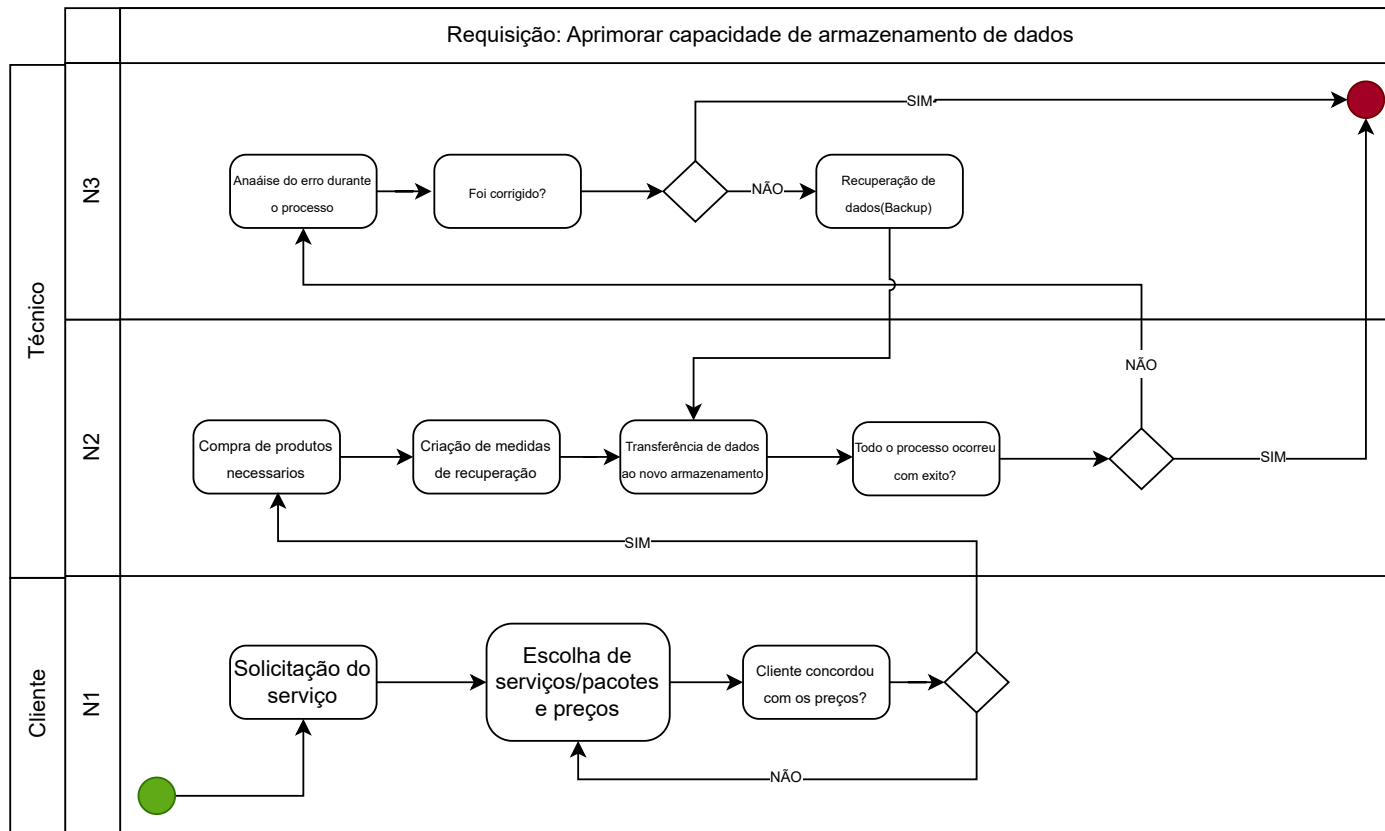 Requisição: Aprimorar capacidade de armazenamento de dados
Técnico
N3
SIM
Anaáise do erro durante
o processo
Foi corrigido?
NÃO
Recuperação de
dados(Backup)
N2
NÃO
Compra de produtos
necessarios
Criação de medidas
de recuperação
Transferência de dados
ao novo armazenamento
Todo o processo ocorreu
com exito?
SIM
SIM
Cliente
N1
Solicitação do
serviço
Escolha de
serviços/pacotes
e preços
Cliente concordou
com os preços?
NÃO